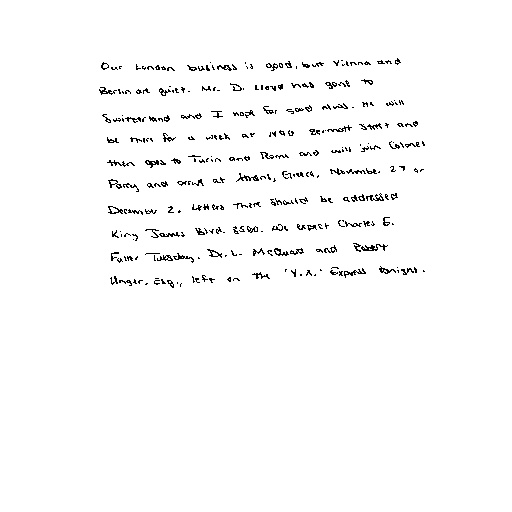 Our London business is good, but Vienna and
Berlin are quiet. Mr. D. Lloyd has gone to
Switzerland and I hope for good news. He will
be there for a week at 1496 Zermott Street and
then goes to Turin and Rome and will join Colonel
Parry and arrive at Athens, Greece, November 27 or
December 2. Letters there should be addressed
King James Blvd. 3580. We expect Charles E.
Fuller Tuesday. Dr. L. McQuaid and Robert
Unger, Esq., left on the 'Y.X.' Express tonight.